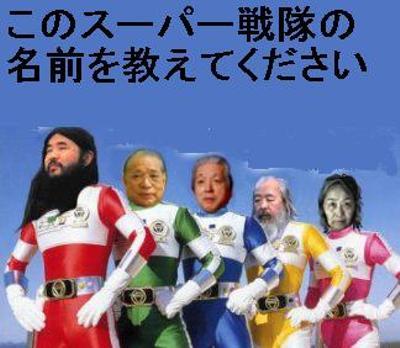 このスーパー戦隊の
名前を教えてください